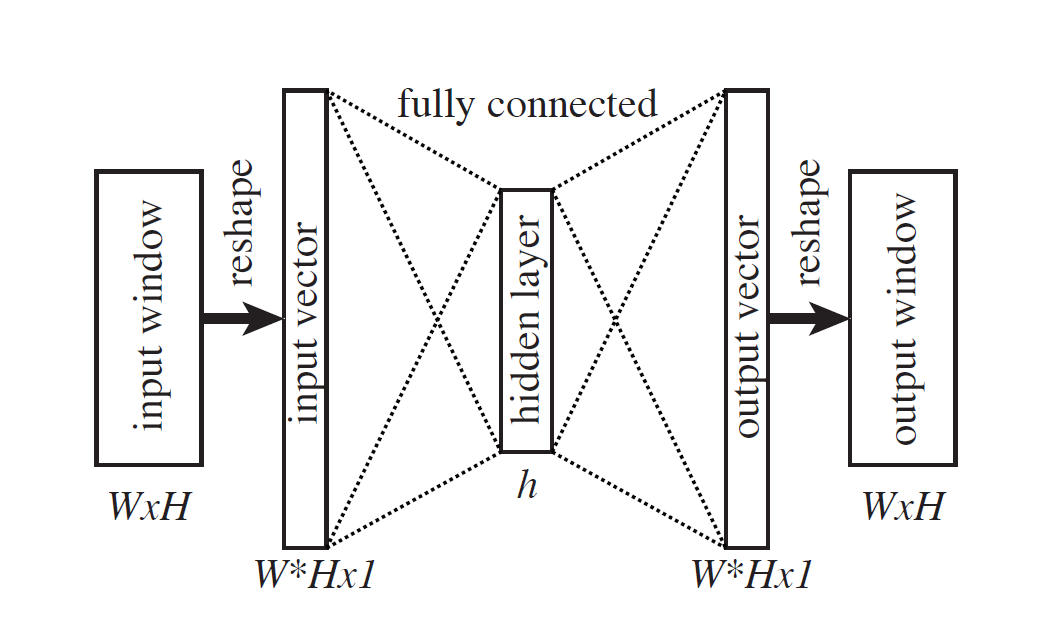 fully connected
input window
reshape
input vector
hidden layer
output vector
reshape
output window
WxH
h
WxH
W*Hx1
W*Hx1